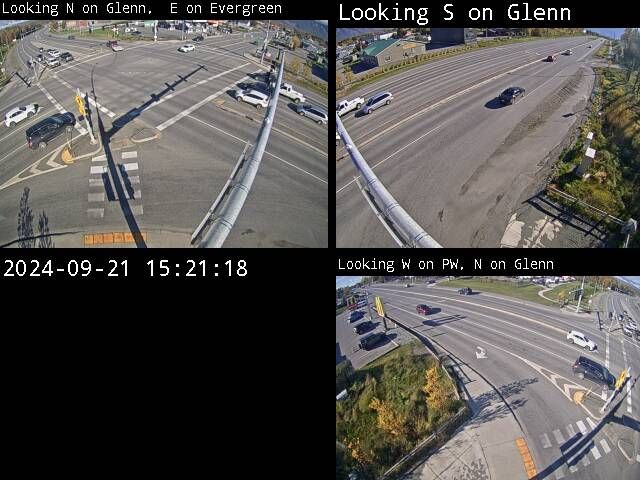 Looking N on Glenn, E on Evergreen
Looking S on Glenn
2024-09-21 15:21:18
Looking W on PW, N on Glenn